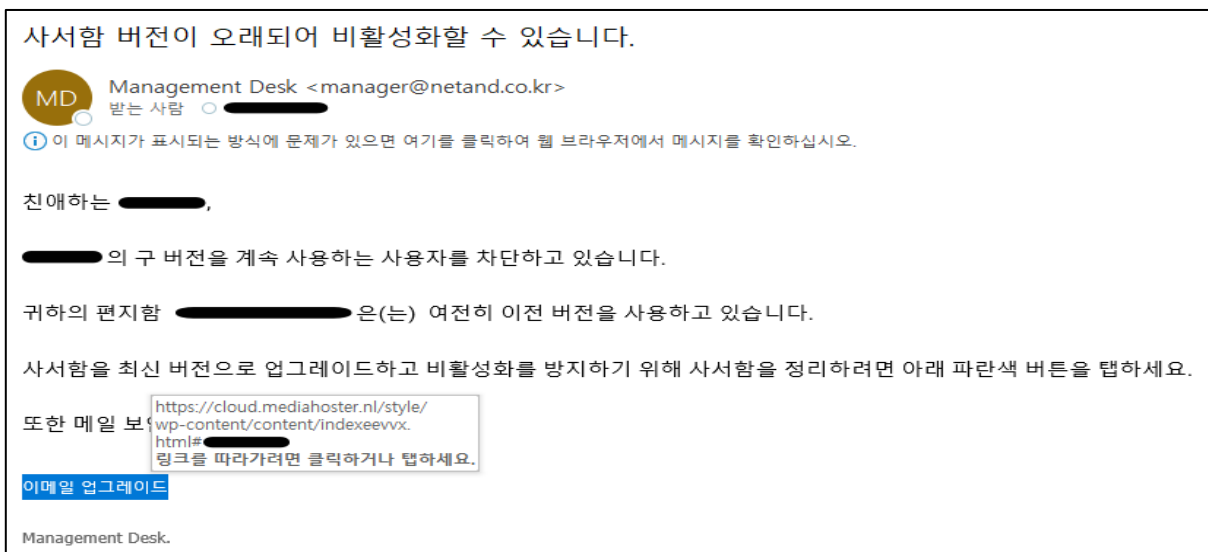 사서함 버전이 오래되어 비활성화할 수 있습니다.
MD
Management Desk <manager@netand.co.kr>
받는 사람
이 메시지가 표시되는 방식에 문제가 있으면 여기를 클릭하여 웹 브라우저에서 메시지를 확인하십시오.
친애하는 ,
의 구 버전을 계속 사용하는 사용자를 차단하고 있습니다.
귀하의 편지함 은(는) 여전히 이전 버전을 사용하고 있습니다.
사서함을 최신 버전으로 업그레이드하고 비활성화를 방지하기 위해 사서함을 정리하려면 아래 파란색 버튼을 탭하세요.
또한 메일
https://cloud.mediahoster.nl/style/
wp-content/content/indexeevvx.
html#
링크를 따라가려면 클릭하거나 탭하세요.
이메일 업그레이드
Management Desk.